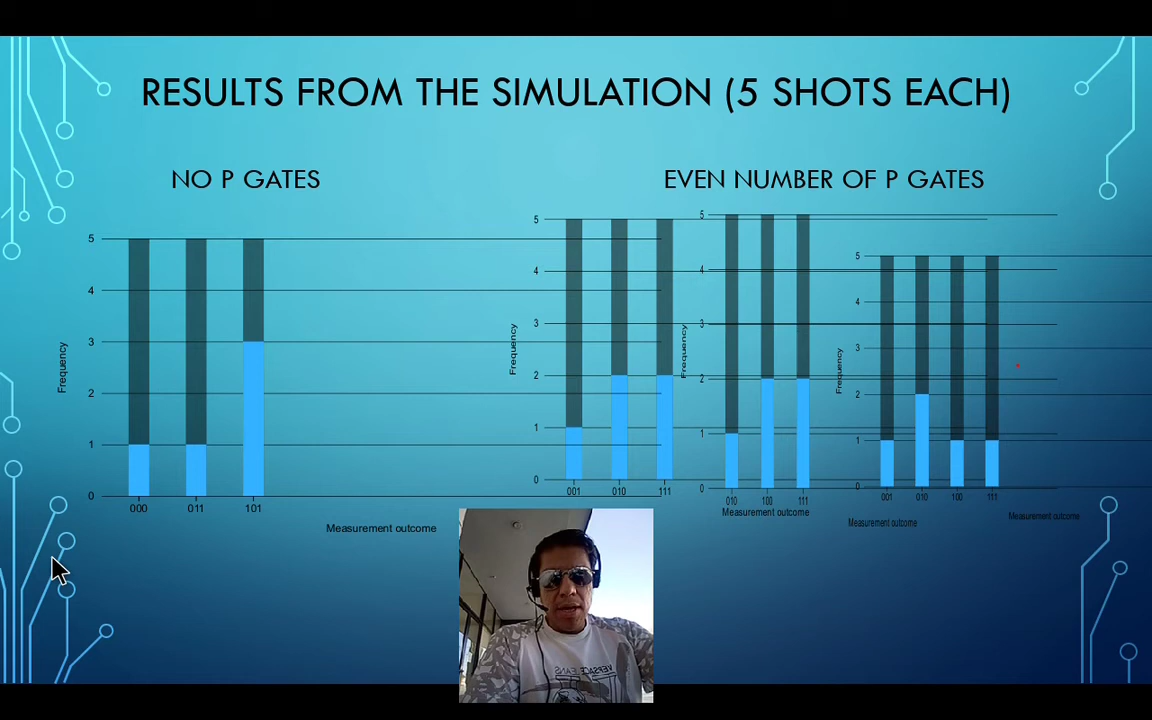 RESULTS FROM THE SIMULATION (5 SHOTS EACH)
NO P GATES
EVEN NUMBER OF P GATES
5
4
3
2
1
0
Frequency
000 011 101
Measurement outcome
5
4
3
2
1
0
Frequency
001 010 111
5
4
3
2
1
0
Frequency
010 100 111
Measurement outcome
5
4
3
2
1
0
Frequency
001 010 100 111
Measurement outcome
Measurement outcome